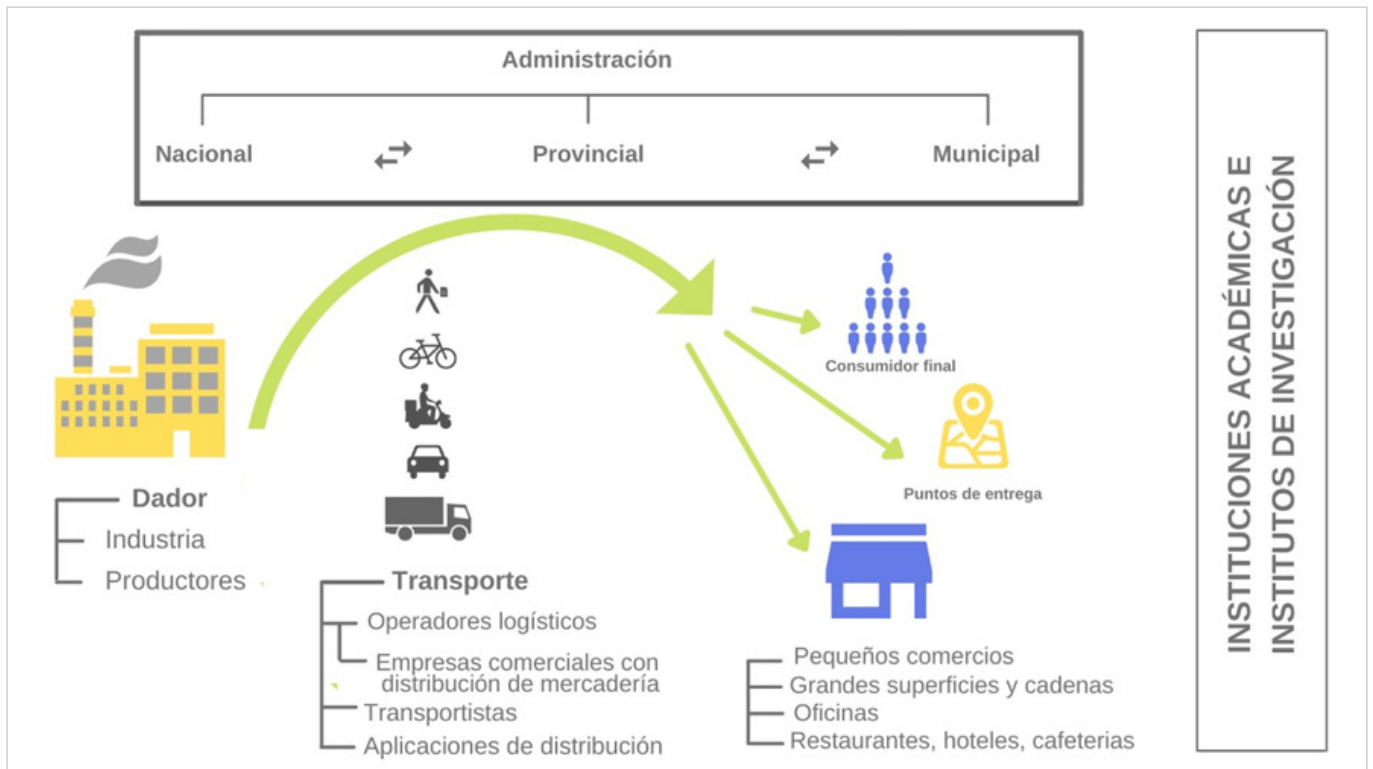 Administración
Nacional
Provincial
Municipal
Dador
Industria
Productores
Transporte
Operadores logísticos
Empresas comerciales con
distribución de mercadería
Transportistas
Aplicaciones de distribución
Consumidor final
Puntos de entrega
Pequeños comercios
Grandes superficies y cadenas
Oficinas
Restaurantes, hoteles, cafeterias
INSTITUCIONES ACADÉMICAS E
INSTITUTOS DE INVESTIGACIÓN